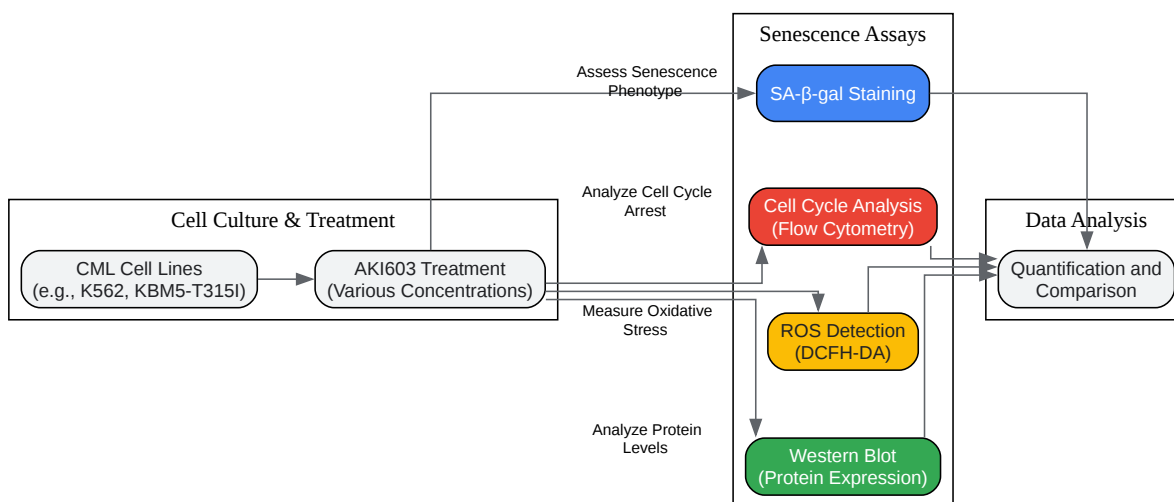 Senescence Assays
Assess Senescence
Phenotype
SA-β-gal Staining
Analyze Cell Cycle
Arrest
Cell Cycle Analysis
(Flow Cytometry)
Cell Culture & Treatment
Data Analysis
CML Cell Lines
(e.g., K562, KBM5-T315I)
AKI603 Treatment
(Various Concentrations)
Quantification and
Comparison
Measure Oxidative
Stress
ROS Detection
(DCFH-DA)
Analyze Protein
Levels
Western Blot
(Protein Expression)